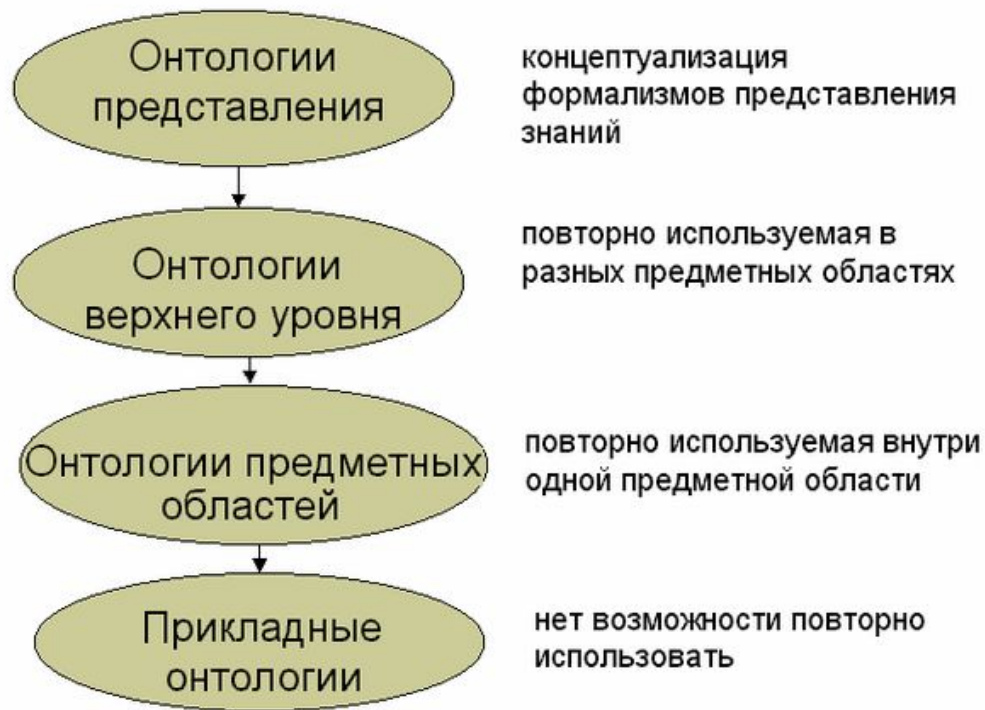 Онтологии
представления
концептуализация
формализмов представления
знаний
Онтологии
верхнего уровня
повторно используемая в
разных предметных областях
Онтологии предметных
областей
повторно используемая внутри
одной предметной области
Прикладные
онтологии
нет возможности повторно
использовать